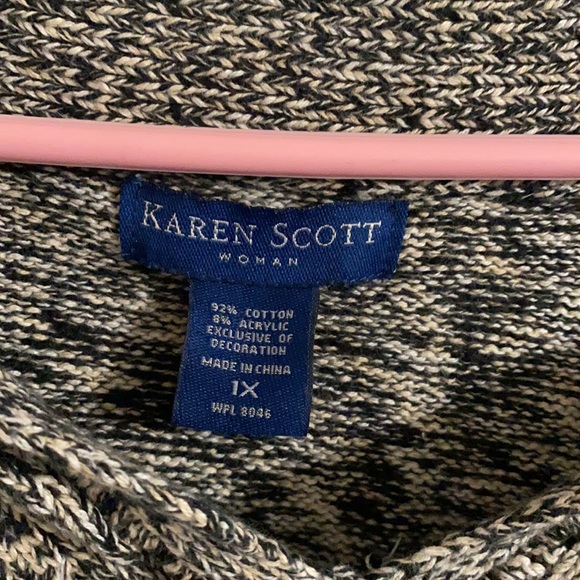 KAREN SCOTT
WOMAN
92% COTTON
8% ACRYLIC
EXCLUSIVE OF
DECORATION
MADE IN CHINA
1X
WPL 8046